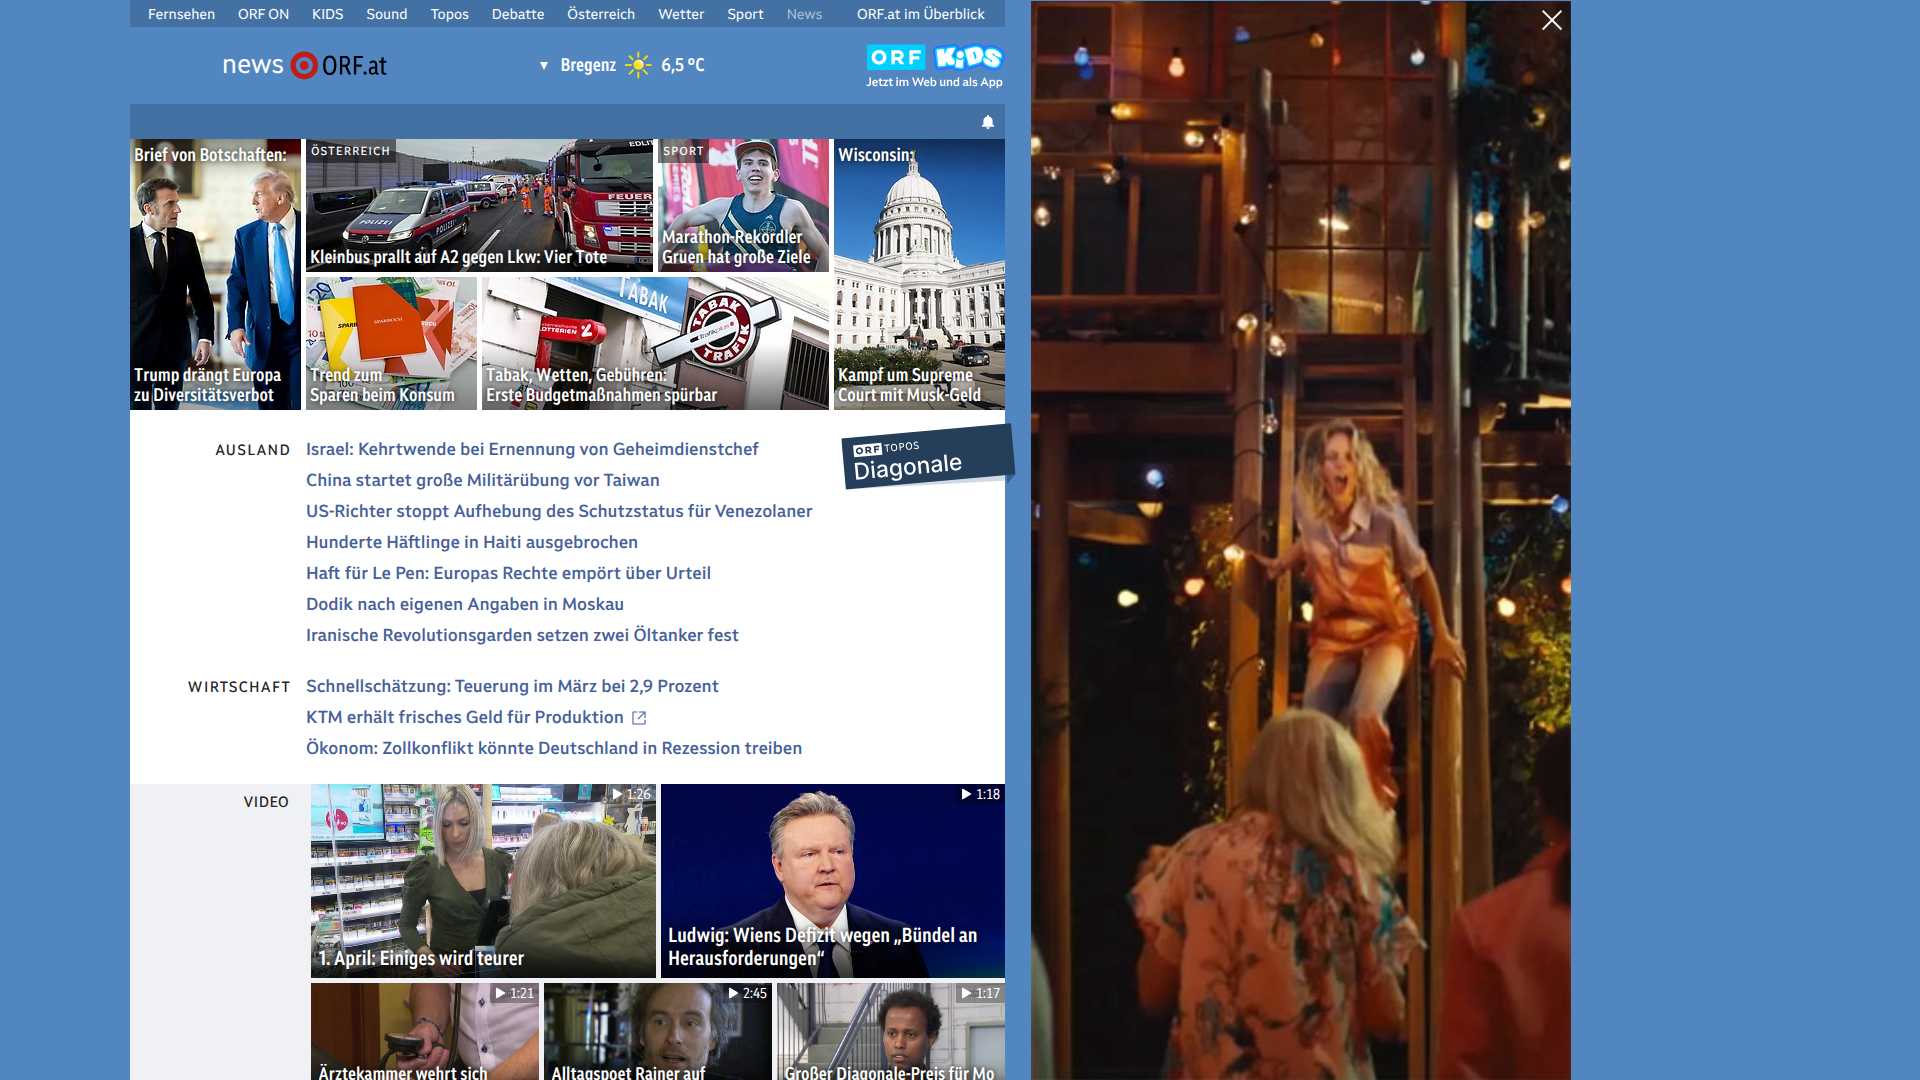 Fernsehen ORF ON KIDS Sound Topos Debatte Österreich Wetter Sport News ORF.at im Überblick
news ORF.at
Bregenz 6,5 °C
ORF KiDS
Jetzt im Web und als App
Brief von Botschaften:
Trump drängt Europa
zu Diversitätsverbot
ÖSTERREICH
POLIZEI
FEUER
Kleinbus prallt auf A2 gegen Lkw: Vier Tote
SPORT
Marathon-Rekordler
Gruen hat große Ziele
Wisconsin:
Kampf um Supreme
Court mit Musk-Geld
SPARBUCH
Trend zum
Sparen beim Konsum
TABAK
LOTTERIEN
TABAK
TRAFIK
Tabak, Wetten, Gebühren:
Erste Budgetmaßnahmen spürbar
AUSLAND
Israel: Kehrtwende bei Ernennung von Geheimdienstchef
China startet große Militärübung vor Taiwan
US-Richter stoppt Aufhebung des Schutzstatus für Venezolaner
Hunderte Häftlinge in Haiti ausgebrochen
Haft für Le Pen: Europas Rechte empört über Urteil
Dodik nach eigenen Angaben in Moskau
Iranische Revolutionsgarden setzen zwei Öltanker fest
ORF TOPOS
Diagonale
WIRTSCHAFT
Schnellschätzung: Teuerung im März bei 2,9 Prozent
KTM erhält frisches Geld für Produktion
Ökonom: Zollkonflikt könnte Deutschland in Rezession treiben
VIDEO
1:26
1. April: Einiges wird teurer
1:18
Ludwig: Wiens Defizit wegen „Bündel an
Herausforderungen“
1:21
Ärztekammer wehrt sich
2:45
Alltagspoet Rainer auf
1:17
Großer Diagonale-Preis für Mo